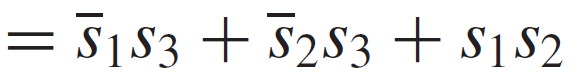 = s̅₁s₃ + s̅₂s₃ + s₁s₂